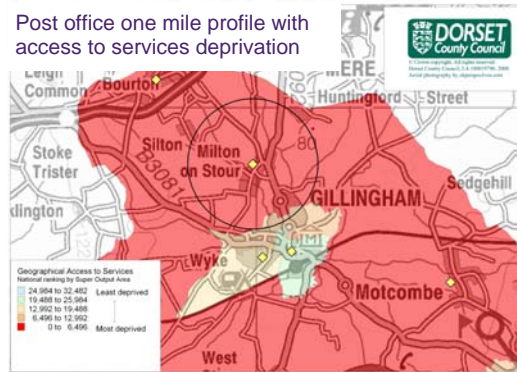 Post office one mile profile with
access to services deprivation
DORSET
County Council
MERE
Leigh
Common
Bourton
Huntingford
Street
Silton
Milton
on Stour
80
B3081
Stoke
Trister
GILLINGHAM
Sedgehill
Wyke
Motcombe
West
Geographical Access to Services
National ranking by Super Output Area
24,984 to 32,482 Least deprived
19,488 to 25,984
12,992 to 19,488
6,496 to 12,992
0 to 6,496 Most deprived